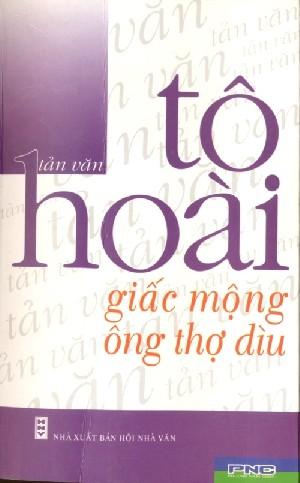 tô
tản văn
hoài
giấc mộng
ông thợ dìu
NHÀ XUẤT BẢN HỘI NHÀ VĂN
PNC